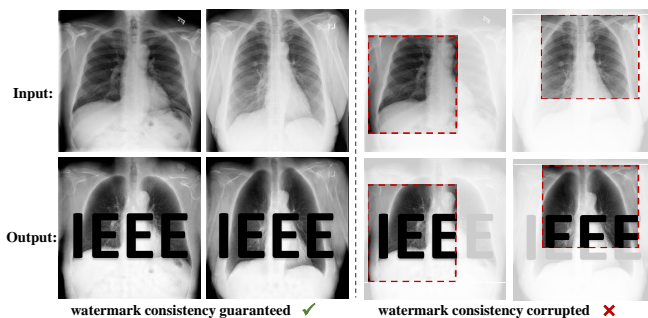 Input:
Output:
IEEE
IEEE
IEEE
IEEE
watermark consistency guaranteed ✓
watermark consistency corrupted ✗